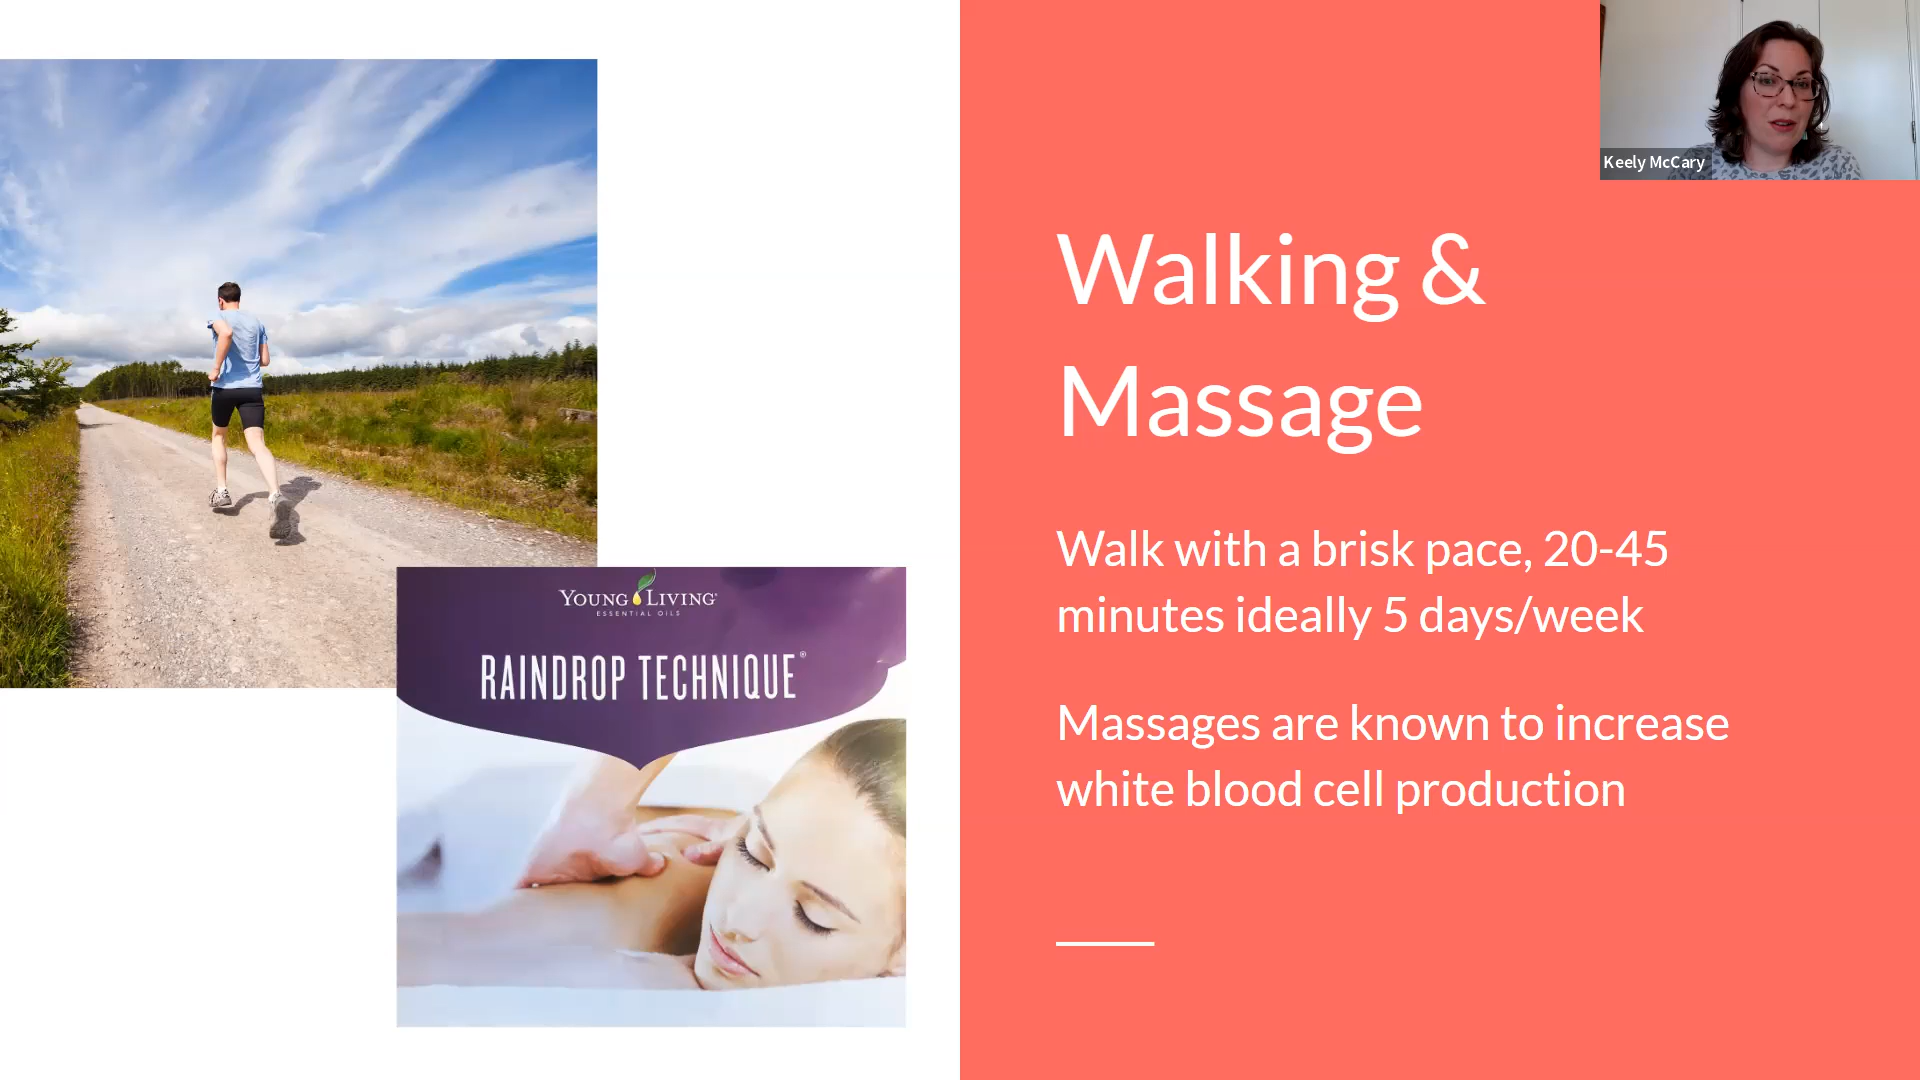 Keely McCary
Walking &
Massage
Walk with a brisk pace, 20-45
minutes ideally 5 days/week
Massages are known to increase
white blood cell production
YOUNG LIVING
ESSENTIAL OILS
RAINDROP TECHNIQUE®